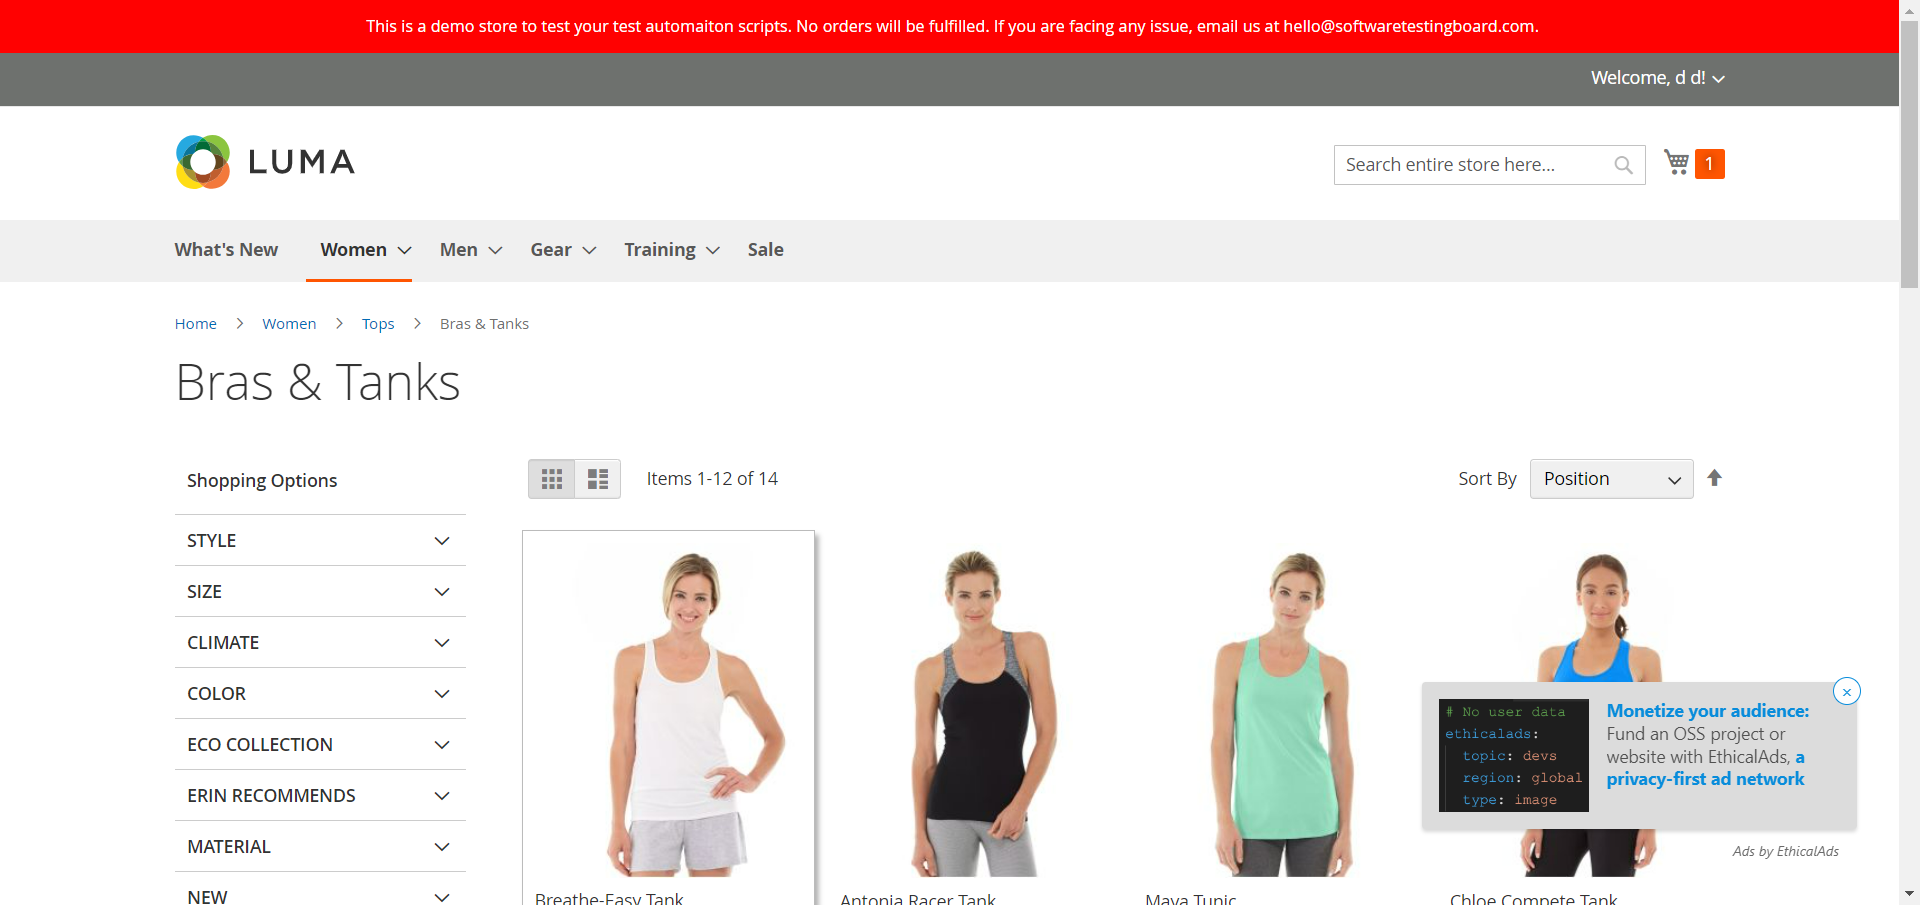 This is a demo store to test your test automaiton scripts. No orders will be fulfilled. If you are facing any issue, email us at hello@softwaretestingboard.com.
Welcome, d d!
LUMA
Search entire store here...
1
What's New
Women
Men
Gear
Training
Sale
Home > Women > Tops > Bras & Tanks
Bras & Tanks
Shopping Options
Items 1-12 of 14
Sort By
Position
STYLE
SIZE
CLIMATE
COLOR
ECO COLLECTION
ERIN RECOMMENDS
MATERIAL
NEW
# No user data
ethicalads:
topic: devs
region: global
type: image
Monetize your audience:
Fund an OSS project or
website with EthicalAds, a
privacy-first ad network
×
Ads by EthicalAds
Breathe-Easy Tank
Antonia Racer Tank
Maya Tunic
Chloe Compete Tank